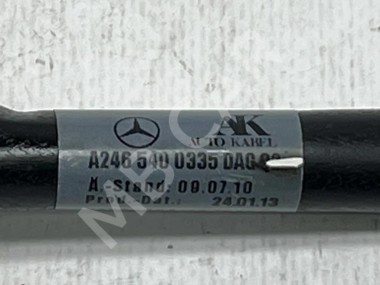 AK
AUTO KABEL
A246 540 0335 DAG
Ä. Stand: 09.07.10
Prod.-Dat.: 24.01.13